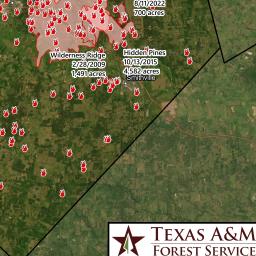 8/11/2022
700 acres
Wilderness Ridge
2/28/2009
1,491 acres
Hidden Pines
10/13/2015
4,582 acres
Smithville
TEXAS A&M
FOREST SERVICE